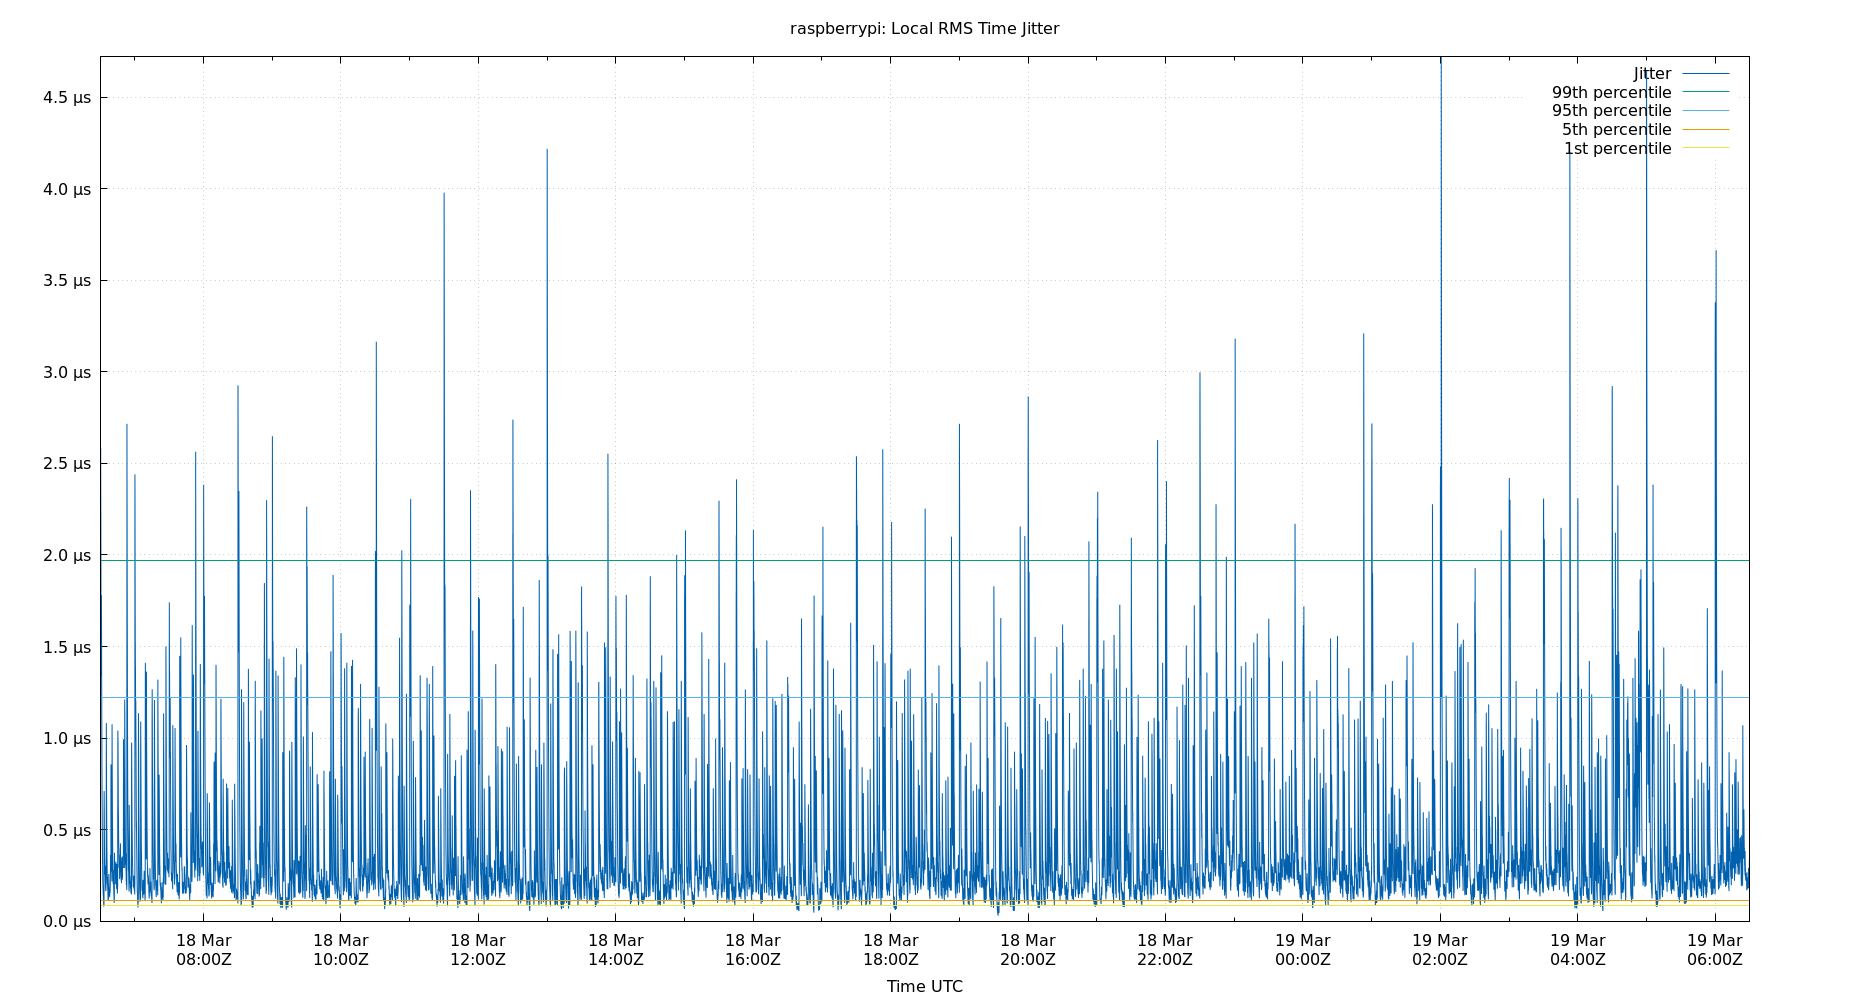 raspberrypi: Local RMS Time Jitter
Jitter
99th percentile
95th percentile
5th percentile
1st percentile
4.5 µs
4.0 µs
3.5 µs
3.0 µs
2.5 µs
2.0 µs
1.5 µs
1.0 µs
0.5 µs
0.0 µs
18 Mar 18 Mar 18 Mar 18 Mar 18 Mar 18 Mar 18 Mar 18 Mar 19 Mar 19 Mar 19 Mar 19 Mar
08:00Z 10:00Z 12:00Z 14:00Z 16:00Z 18:00Z 20:00Z 22:00Z 00:00Z 02:00Z 04:00Z 06:00Z
Time UTC